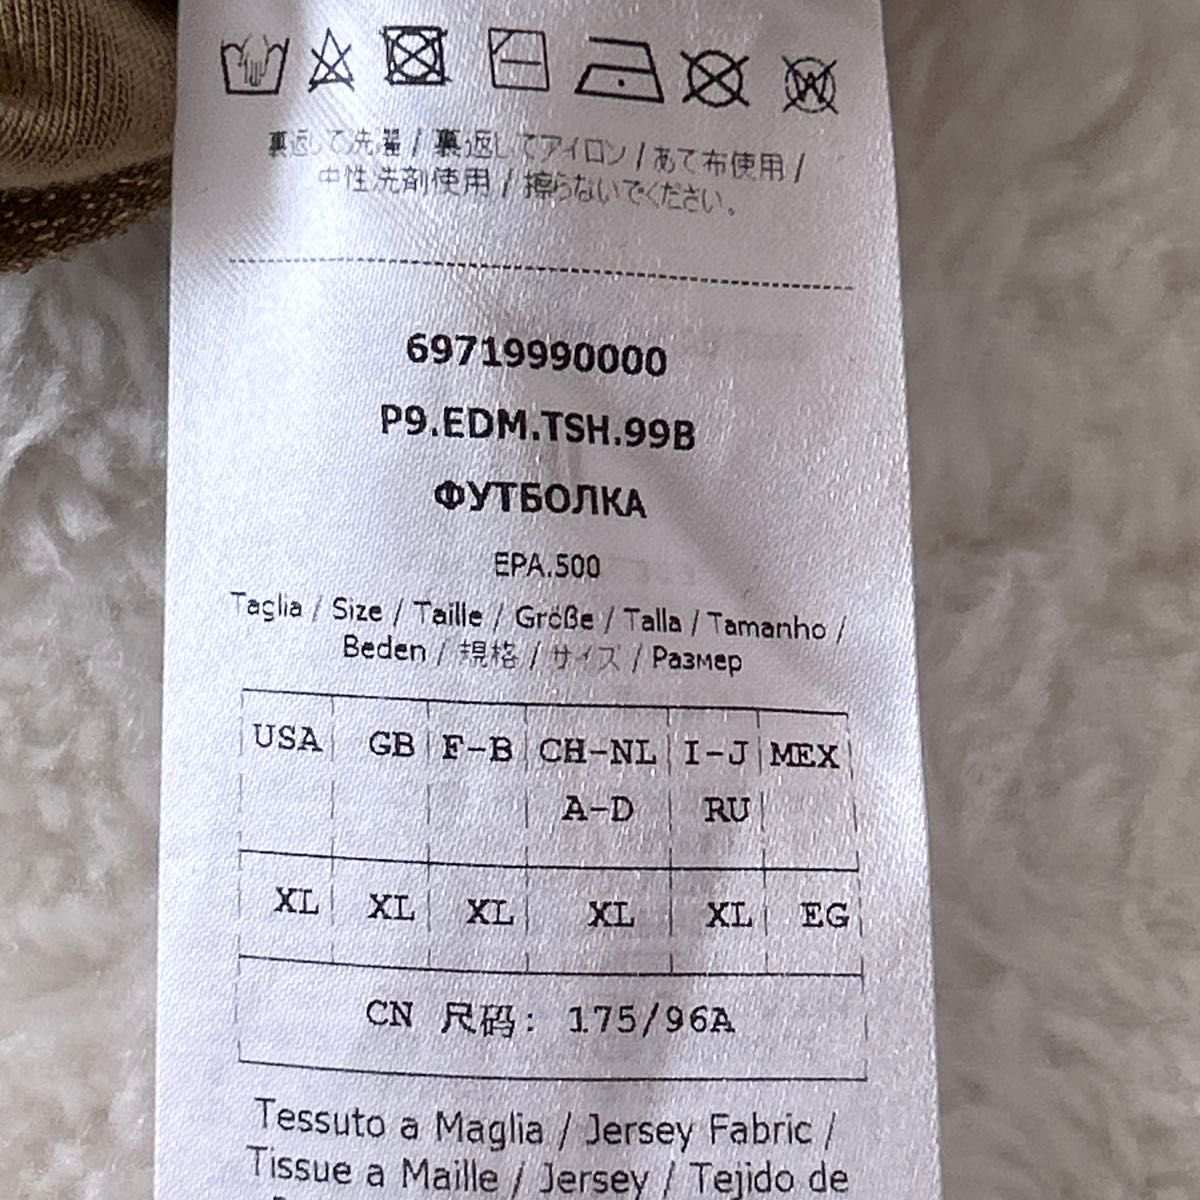 裏返して洗濯 / 裏返してアイロン / あて布使用 /
中性洗剤使用 / 擦らないでください。
69719990000
P9.EDM.TSH.99B
ФУТБОЛКА
EPA.500
Taglia / Size / Taille / Größe / Talla / Tamanho /
Beden / 規格 / サイズ / Размер
USA GB F-B CH-NL I-J MEX
A-D RU
XL XL XL XL XL EG
CN 尺码: 175/96A
Tessuto a Maglia / Jersey Fabric /
Tissue a Maille / Jersey / Tejido de